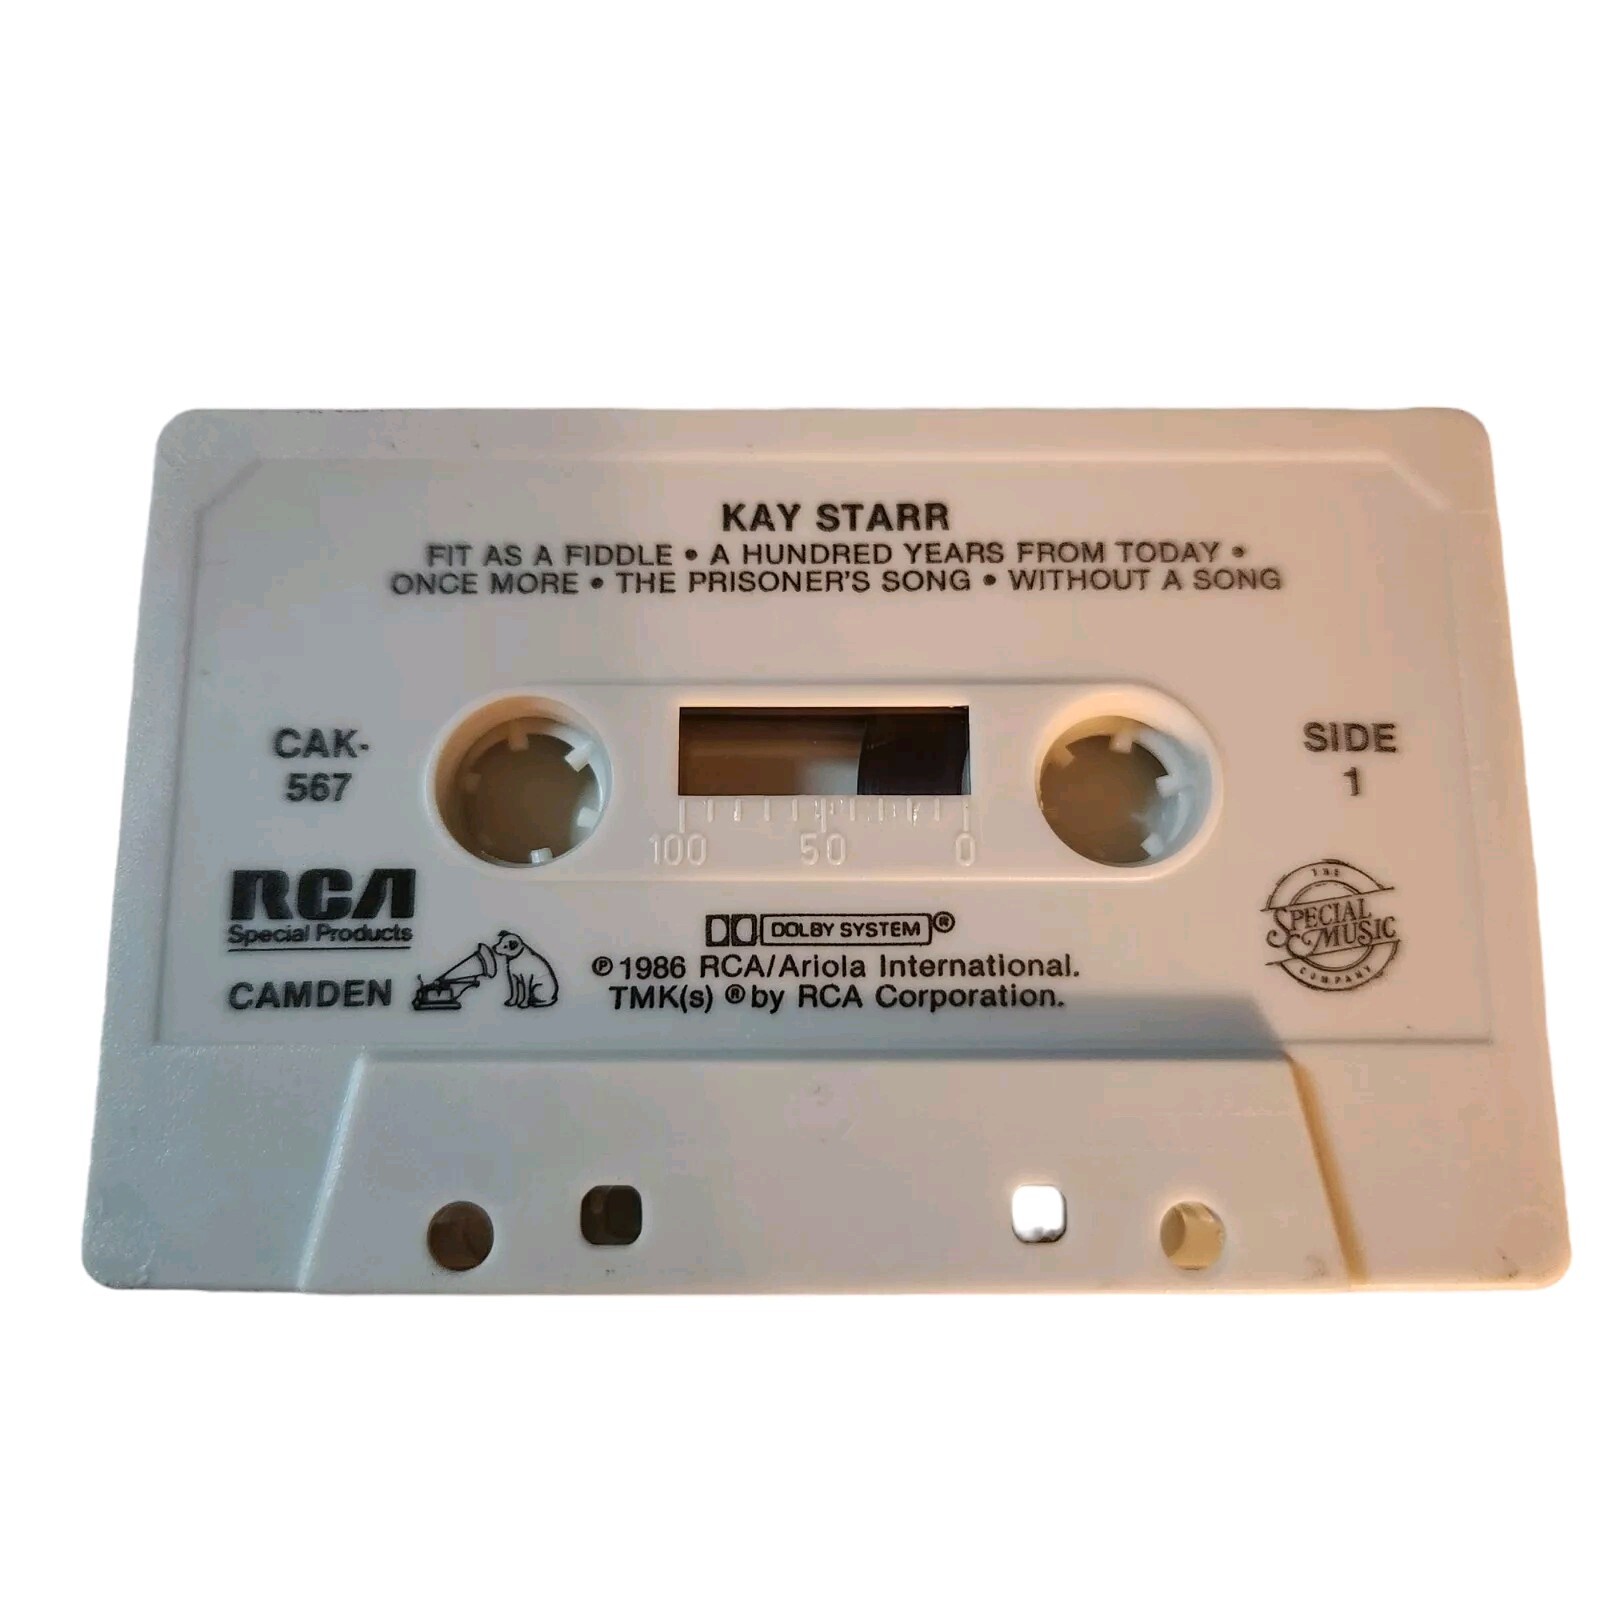 KAY STARR
FIT AS A FIDDLE • A HUNDRED YEARS FROM TODAY •
ONCE MORE • THE PRISONER'S SONG • WITHOUT A SONG
CAK-
567
SIDE
1
100 50 0
RCA
Special Products
CAMDEN
DOLBY SYSTEM®
℗ 1986 RCA/Ariola International.
TMK(s) ® by RCA Corporation.
THE
SPECIAL
MUSIC
COMPANY